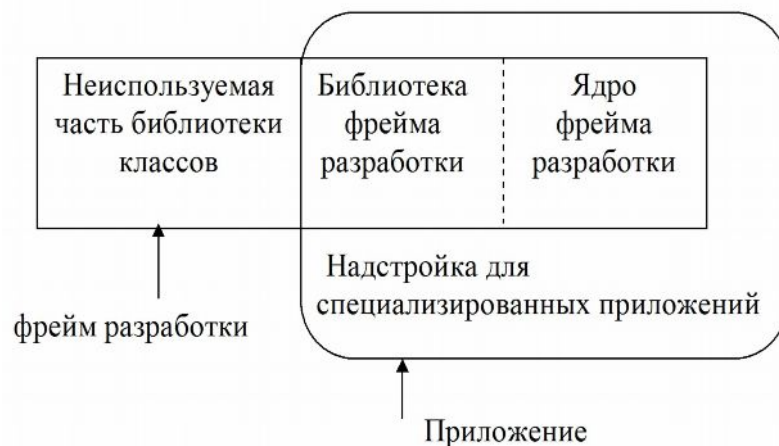 Неиспользуемая
часть библиотеки
классов
Библиотека
фрейма
разработки
Ядро
фрейма
разработки
Надстройка для
специализированных приложений
фрейм разработки
Приложение